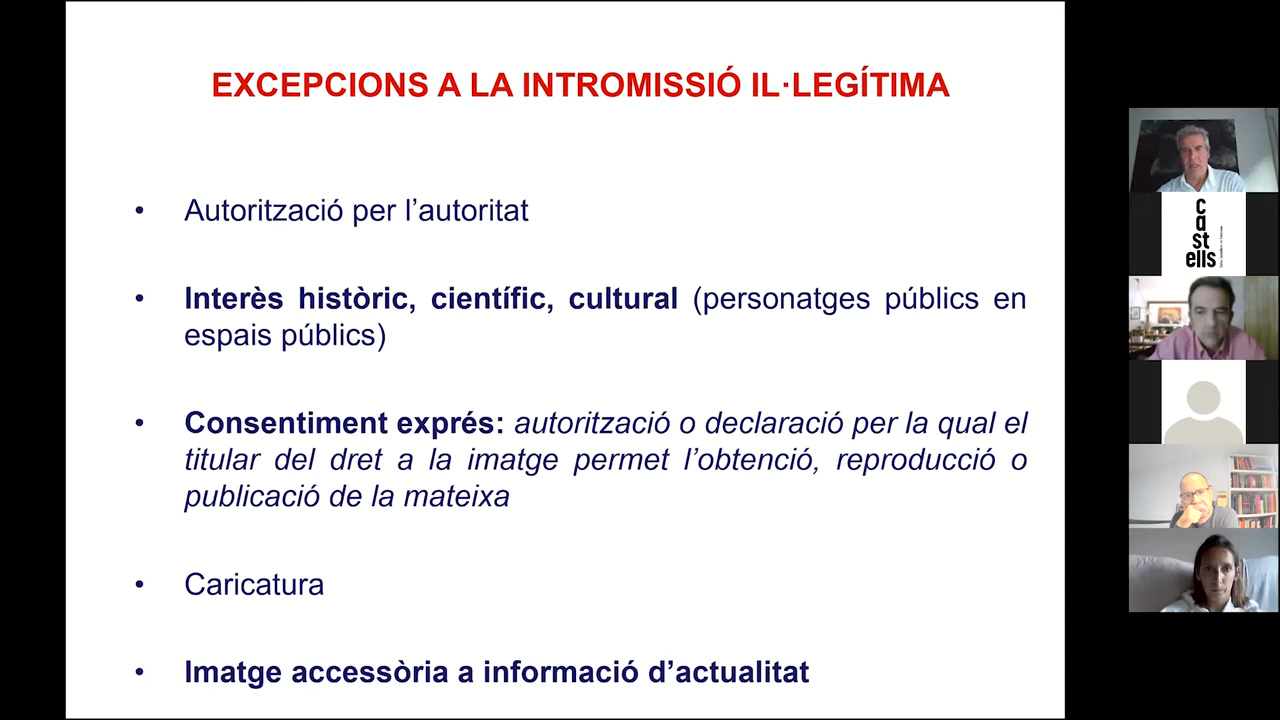 EXCEPCIONS A LA INTROMISSIÓ IL·LEGÍTIMA
• Autorització per l’autoritat
• Interès històric, científic, cultural (personatges públics en
espais públics)
• Consentiment exprés: autorització o declaració per la qual el
titular del dret a la imatge permet l’obtenció, reproducció o
publicació de la mateixa
• Caricatura
• Imatge accessòria a informació d’actualitat
c
a
st
ells